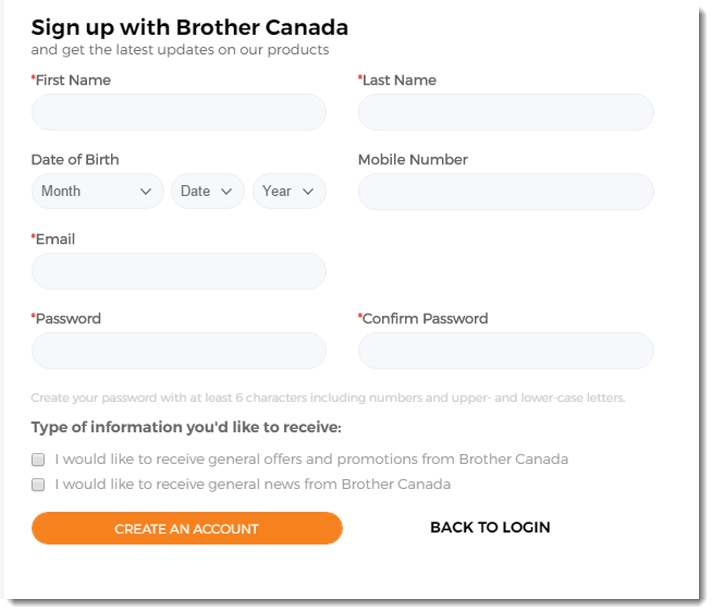 Sign up with Brother Canada
and get the latest updates on our products
*First Name
*Last Name
Date of Birth
Mobile Number
Month
Date
Year
*Email
*Password
*Confirm Password
Create your password with at least 6 characters including numbers and upper- and lower-case letters.
Type of information you'd like to receive:
I would like to receive general offers and promotions from Brother Canada
I would like to receive general news from Brother Canada
CREATE AN ACCOUNT
BACK TO LOGIN